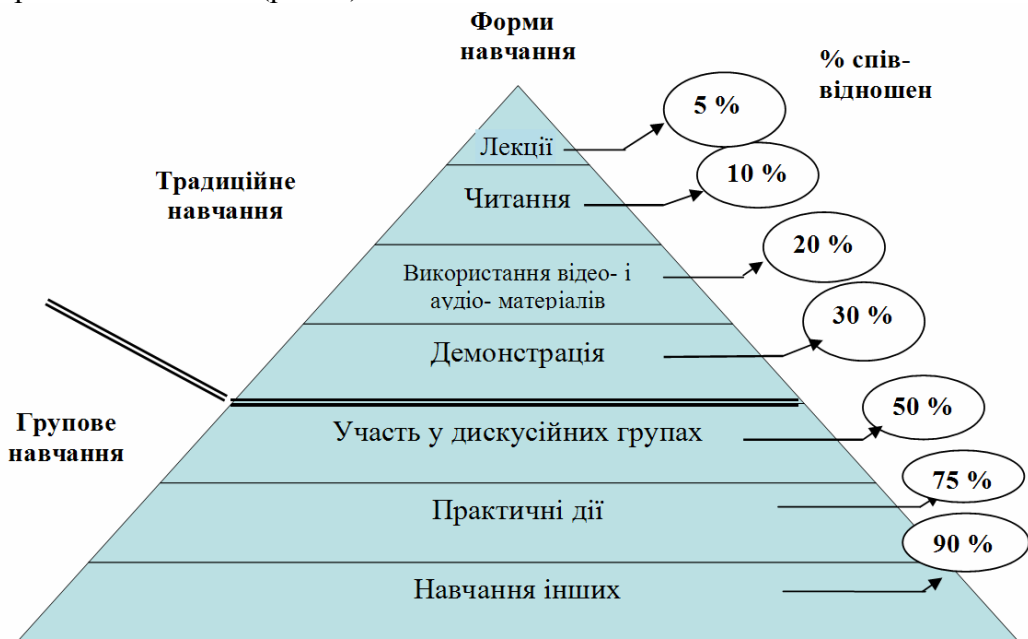 Форми
навчання
% спів-
відношен
5 %
Лекції
10 %
Традиційне
навчання
Читання
20 %
Використання відео- і
аудіо- матеріалів
30 %
Демонстрація
50 %
Групове
навчання
Участь у дискусійних групах
75 %
Практичні дії
90 %
Навчання інших